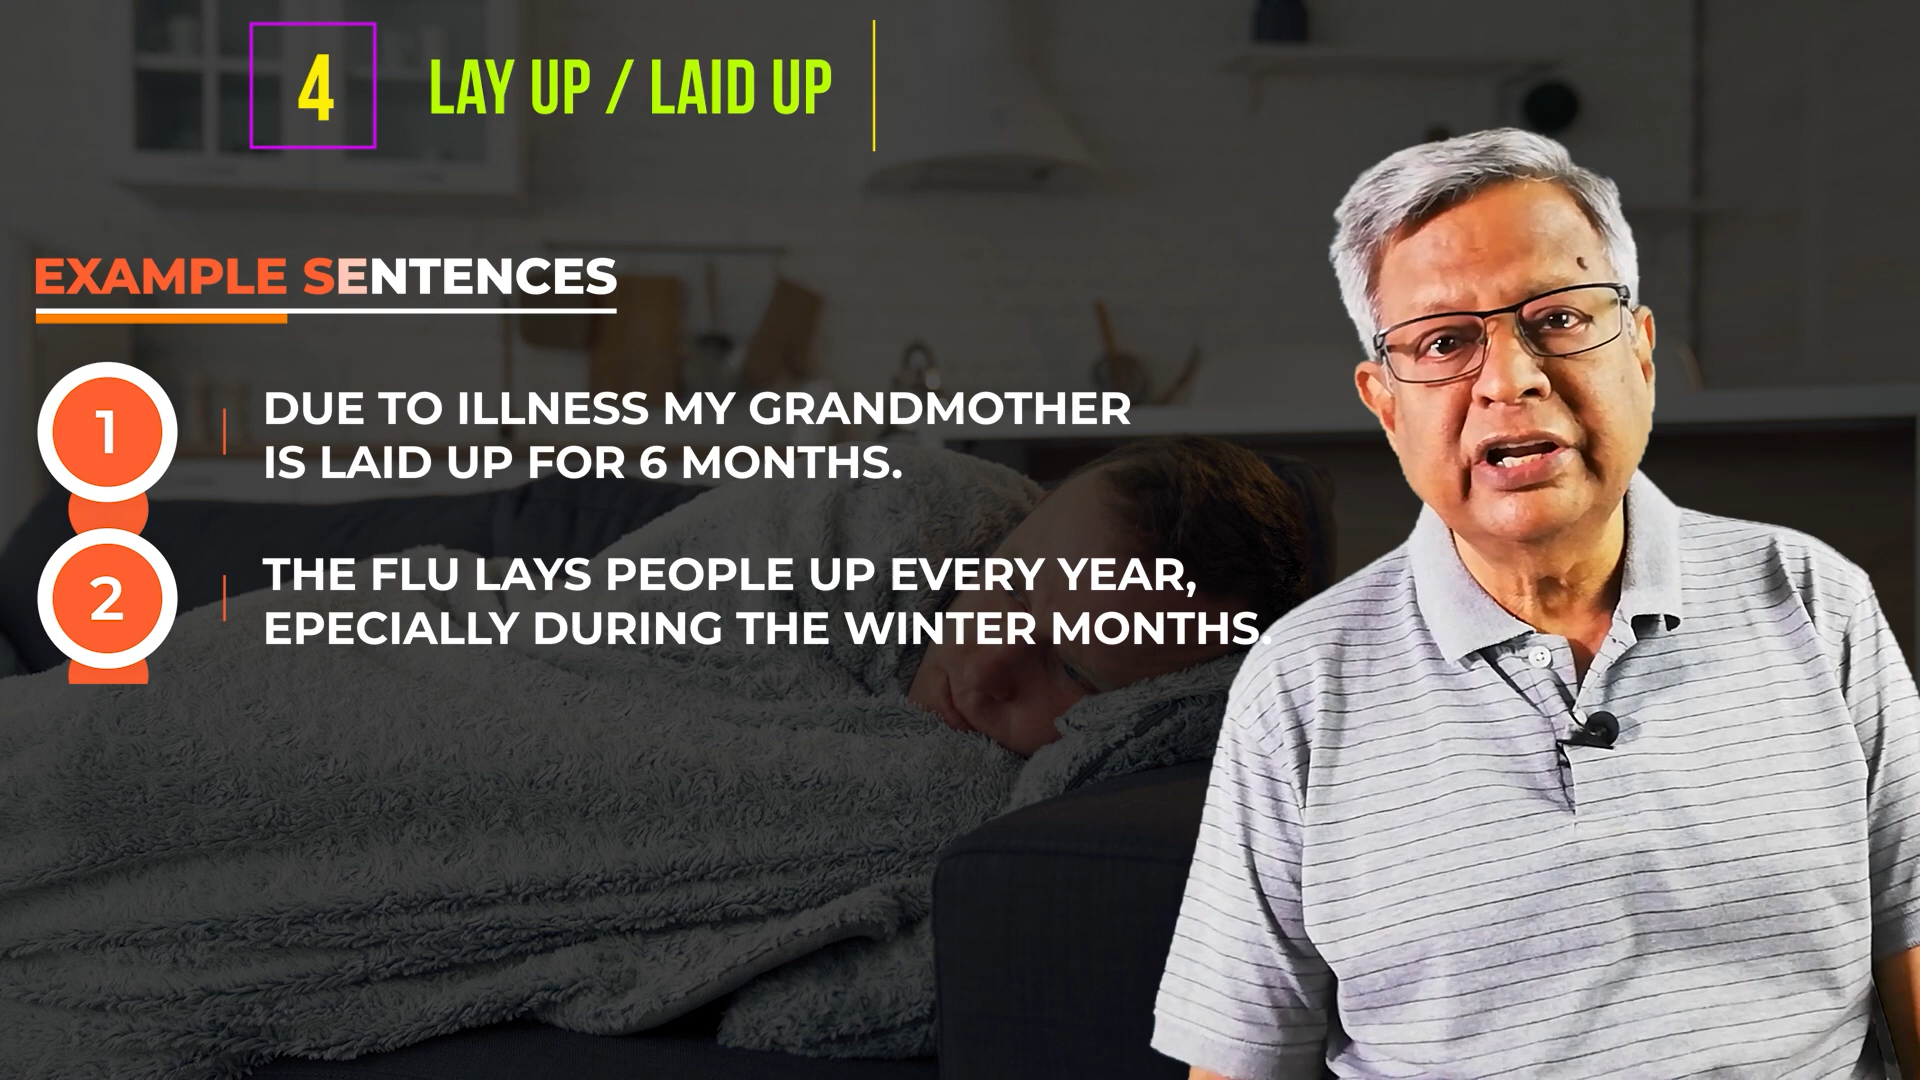 4
LAY UP / LAID UP
EXAMPLE SENTENCES
1
DUE TO ILLNESS MY GRANDMOTHER
IS LAID UP FOR 6 MONTHS.
2
THE FLU LAYS PEOPLE UP EVERY YEAR,
EPECIALLY DURING THE WINTER MONTHS.